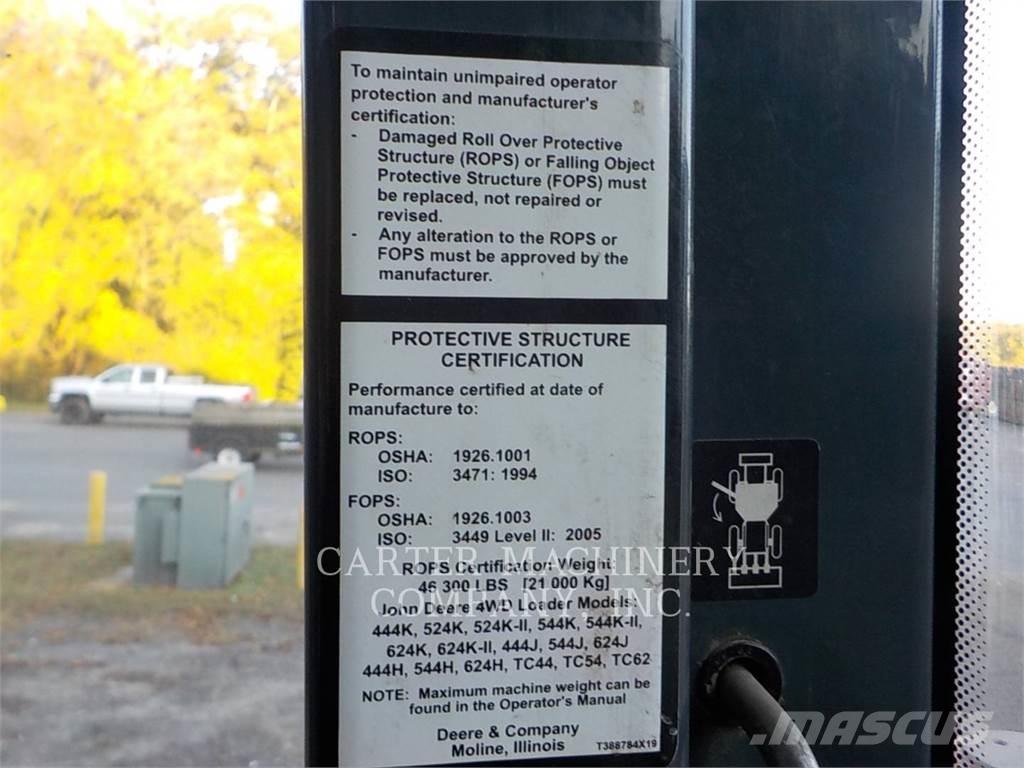 To maintain unimpaired operator
protection and manufacturer's
certification:
- Damaged Roll Over Protective
Structure (ROPS) or Falling Object
Protective Structure (FOPS) must
be replaced, not repaired or
revised.
- Any alteration to the ROPS or
FOPS must be approved by the
manufacturer.
PROTECTIVE STRUCTURE
CERTIFICATION
Performance certified at date of
manufacture to:
ROPS:
OSHA: 1926.1001
ISO: 3471: 1994
FOPS:
OSHA: 1926.1003
ISO: 3449 Level II: 2005
ROPS Certification Weight:
46 300 LBS [21 000 Kg]
John Deere 4WD Loader Models:
444K, 524K, 524K-II, 544K, 544K-II,
624K, 624K-II, 444J, 544J, 624J
444H, 544H, 624H, TC44, TC54, TC62
NOTE: Maximum machine weight can be
found in the Operator's Manual
Deere & Company
Moline, Illinois
T388784X19
CARTER MACHINERY
COMPANY, INC.
MASCUS